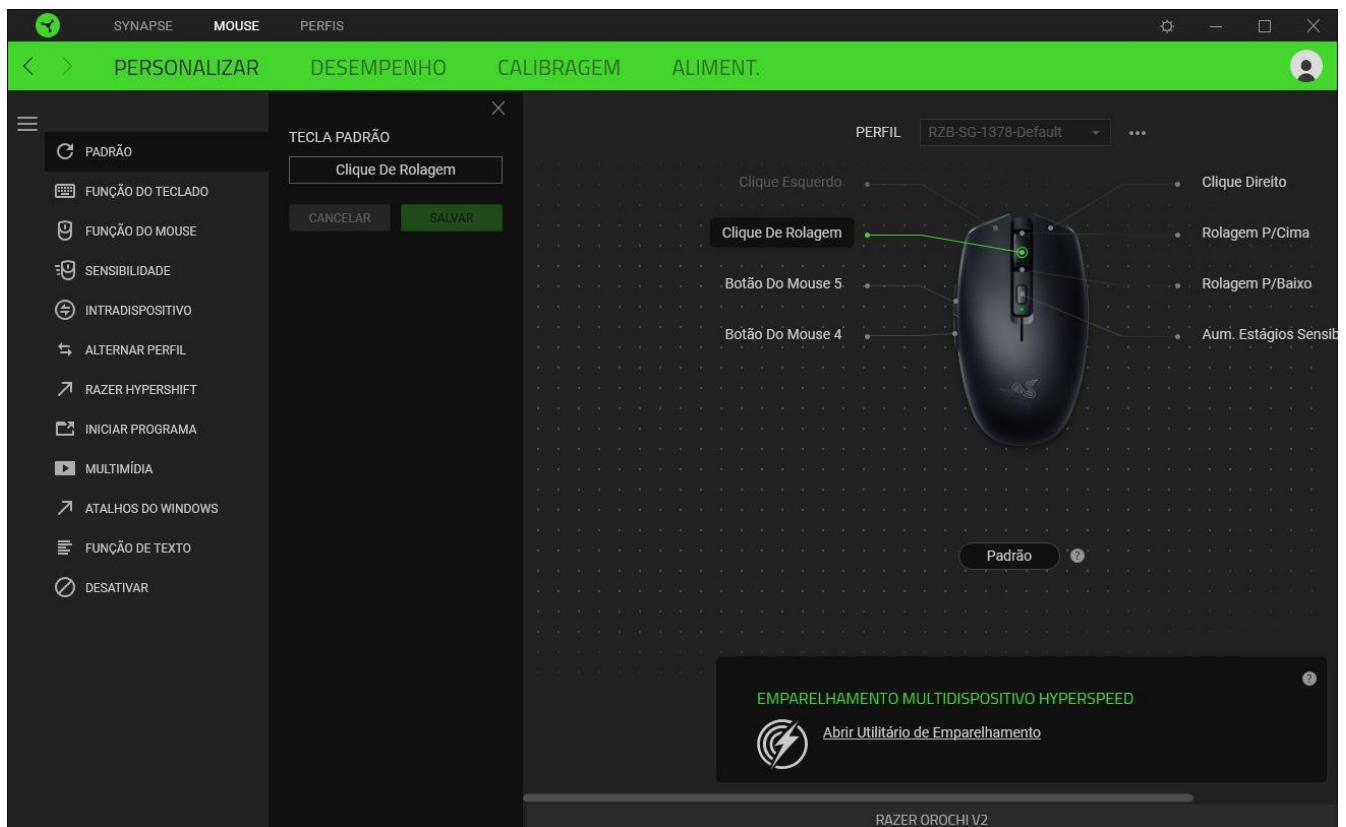 SYNAPSE MOUSE PERFIS
PERSONALIZAR DESEMPENHO CALIBRAGEM ALIMENT.
PADRÃO
FUNÇÃO DO TECLADO
FUNÇÃO DO MOUSE
SENSIBILIDADE
INTRADISPOSITIVO
ALTERNAR PERFIL
RAZER HYPERSHIFT
INICIAR PROGRAMA
MULTIMÍDIA
ATALHOS DO WINDOWS
FUNÇÃO DE TEXTO
DESATIVAR
TECLA PADRÃO
Clique De Rolagem
CANCELAR SALVAR
PERFIL RZB-SG-1378-Default
Clique Esquerdo
Clique De Rolagem
Botão Do Mouse 5
Botão Do Mouse 4
Clique Direito
Rolagem P/Cima
Rolagem P/Baixo
Aum. Estágios Sensib
Padrão ?
?
EMPARELHAMENTO MULTIDISPOSITIVO HYPERSPEED
Abrir Utilitário de Emparelhamento
RAZER OROCHI V2